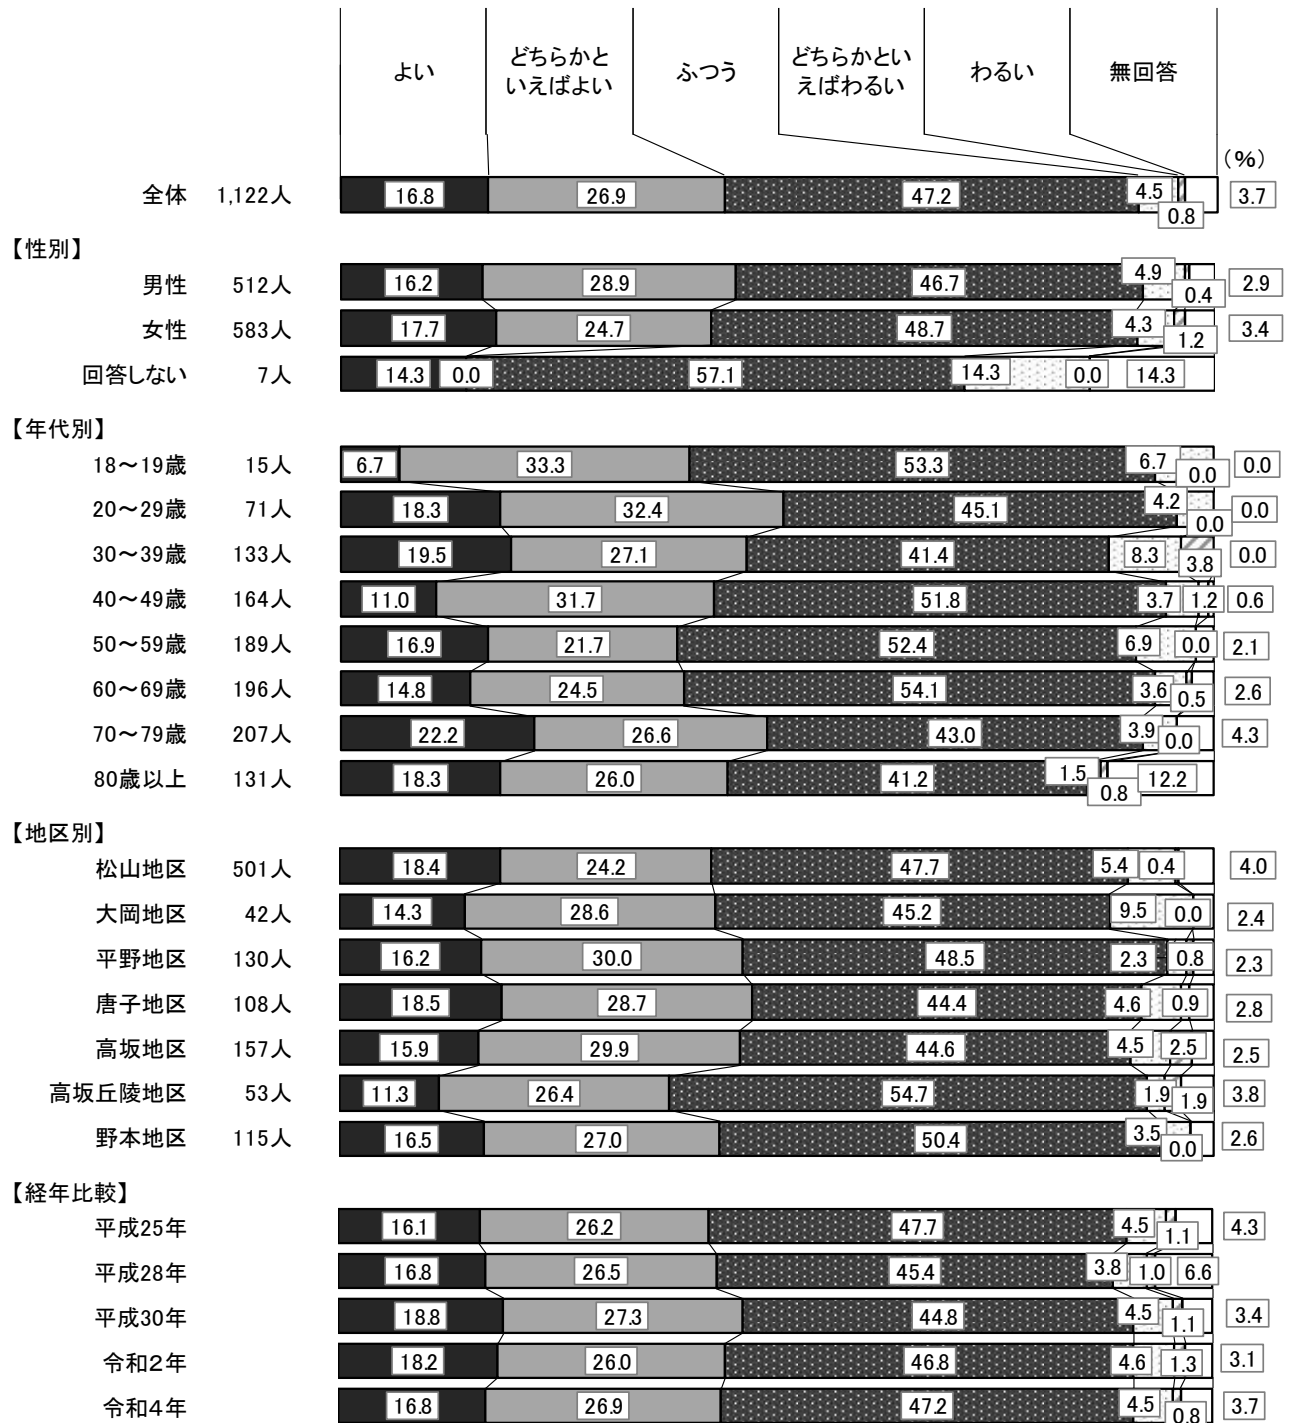 よい
どちらかと
いえばよい
ふつう
どちらかとい
えばわるい
わるい
無回答
（％）
全体 1,122人 16.8 26.9 47.2 4.5 0.8 3.7
【性別】
男性 512人 16.2 28.9 46.7 4.9 0.4 2.9
女性 583人 17.7 24.7 48.7 4.3 1.2 3.4
回答しない 7人 14.3 0.0 57.1 14.3 0.0 14.3
【年代別】
18～19歳 15人 6.7 33.3 53.3 6.7 0.0 0.0
20～29歳 71人 18.3 32.4 45.1 4.2 0.0 0.0
30～39歳 133人 19.5 27.1 41.4 8.3 3.8 0.0
40～49歳 164人 11.0 31.7 51.8 3.7 1.2 0.6
50～59歳 189人 16.9 21.7 52.4 6.9 0.0 2.1
60～69歳 196人 14.8 24.5 54.1 3.6 0.5 2.6
70～79歳 207人 22.2 26.6 43.0 3.9 0.0 4.3
80歳以上 131人 18.3 26.0 41.2 1.5 0.8 12.2
【地区別】
松山地区 501人 18.4 24.2 47.7 5.4 0.4 4.0
大岡地区 42人 14.3 28.6 45.2 9.5 0.0 2.4
平野地区 130人 16.2 30.0 48.5 2.3 0.8 2.3
唐子地区 108人 18.5 28.7 44.4 4.6 0.9 2.8
高坂地区 157人 15.9 29.9 44.6 4.5 2.5 2.5
高坂丘陵地区 53人 11.3 26.4 54.7 1.9 1.9 3.8
野本地区 115人 16.5 27.0 50.4 3.5 0.0 2.6
【経年比較】
平成25年 16.1 26.2 47.7 4.5 1.1 4.3
平成28年 16.8 26.5 45.4 3.8 1.0 6.6
平成30年 18.8 27.3 44.8 4.5 1.1 3.4
令和2年 18.2 26.0 46.8 4.6 1.3 3.1
令和4年 16.8 26.9 47.2 4.5 0.8 3.7